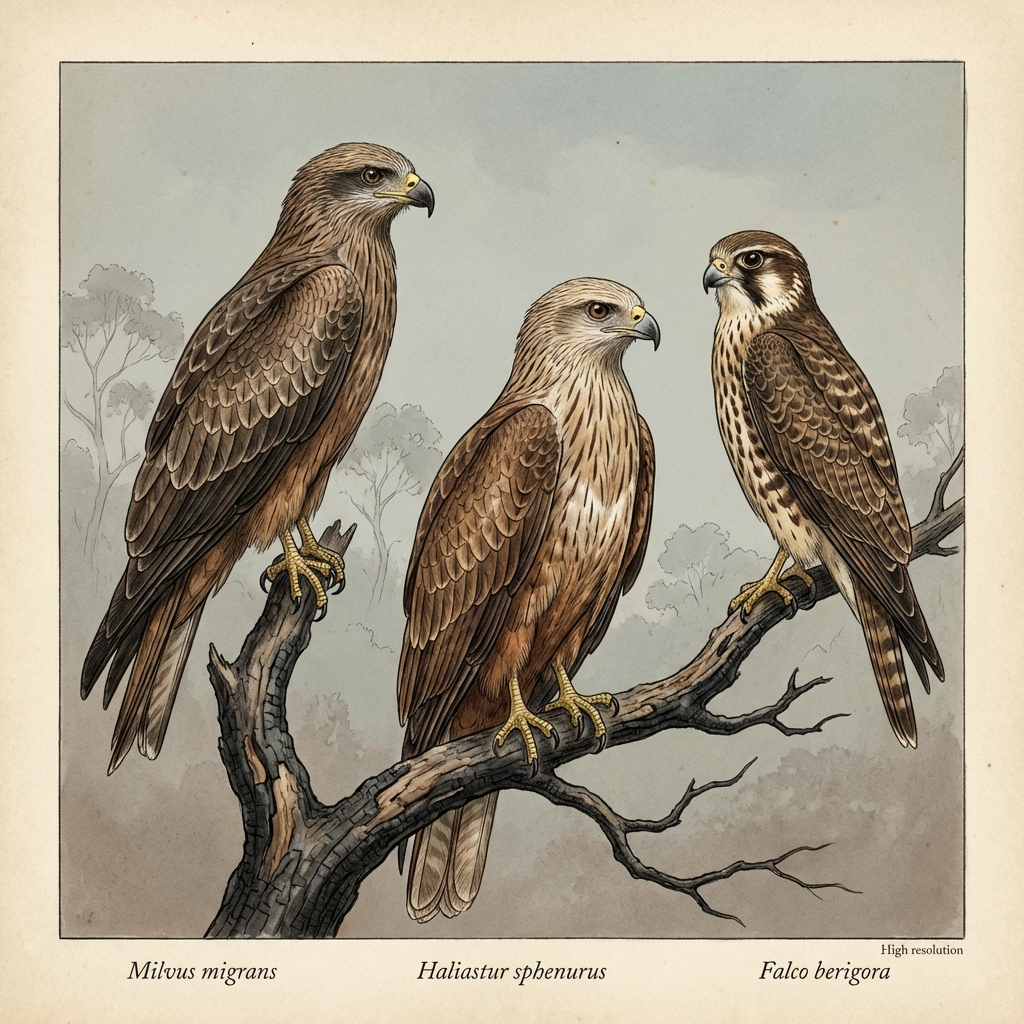 High resolution
Milvus migrans
Haliastur sphenurus
Falco berigora